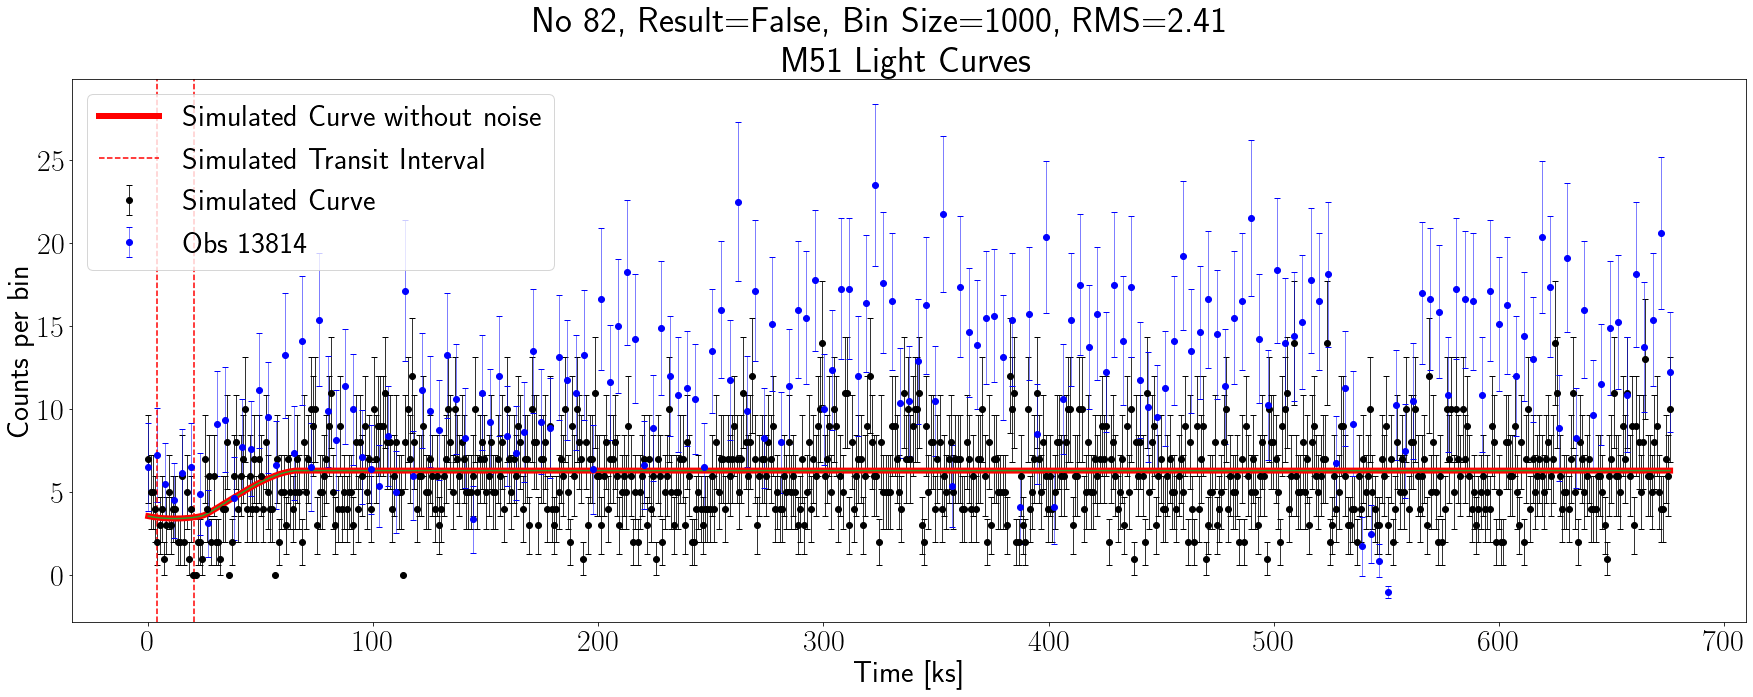 No 82, Result=False, Bin Size=1000, RMS=2.41
M51 Light Curves
Simulated Curve without noise
Simulated Transit Interval
Simulated Curve
Obs 13814
Counts per bin
25
20
15
10
5
0
0 100 200 300 400 500 600 700
Time [ks]